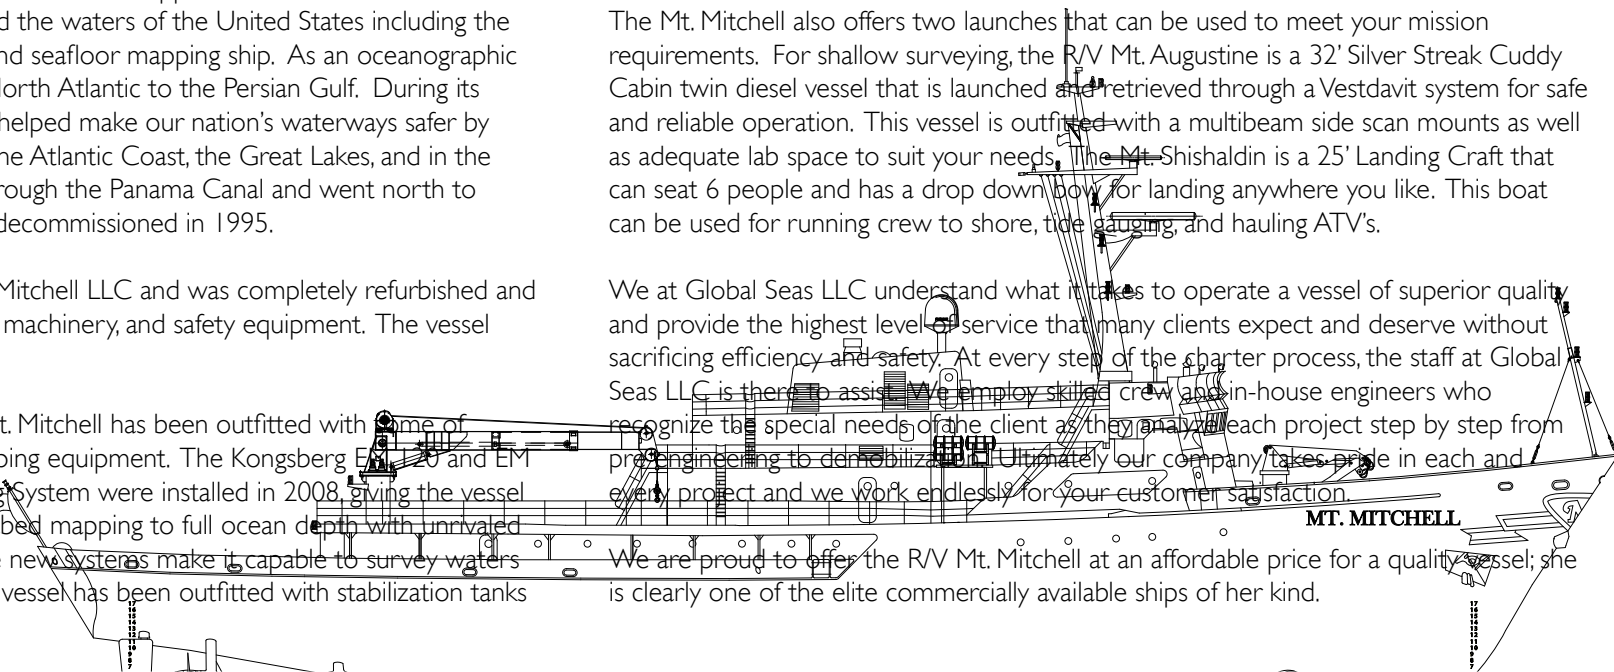 d the waters of the United States including the
nd seafloor mapping ship. As an oceanographic
orth Atlantic to the Persian Gulf. During its
helped make our nation's waterways safer by
ne Atlantic Coast, the Great Lakes, and in the
rough the Panama Canal and went north to
decommissioned in 1995.
Mitchell LLC and was completely refurbished and
machinery, and safety equipment. The vessel
t. Mitchell has been outfitted with some of
ping equipment. The Kongsberg EM 120 and EM
g System were installed in 2008, giving the vessel
bed mapping to full ocean depth with unrivaled
e new systems make it capable to survey waters
vessel has been outfitted with stabilization tanks
The Mt. Mitchell also offers two launches that can be used to meet your mission
requirements. For shallow surveying, the R/V Mt. Augustine is a 32' Silver Streak Cuddy
Cabin twin diesel vessel that is launched and retrieved through a Vestdavit system for safe
and reliable operation. This vessel is outfitted with a multibeam side scan mounts as well
as adequate lab space to suit your needs. The Mt. Shishaldin is a 25' Landing Craft that
can seat 6 people and has a drop down bow for landing anywhere you like. This boat
can be used for running crew to shore, tide gauging, and hauling ATV's.
We at Global Seas LLC understand what it takes to operate a vessel of superior quality
and provide the highest level of service that many clients expect and deserve without
sacrificing efficiency and safety. At every step of the charter process, the staff at Global
Seas LLC is there to assist. We employ skilled crew and in-house engineers who
recognize the special needs of the client as they analyze each project step by step from
pre-engineering to demobilization. Ultimately our company takes pride in each and
every project and we work endlessly for your customer satisfaction.
MT. MITCHELL
We are proud to offer the R/V Mt. Mitchell at an affordable price for a quality vessel; she
is clearly one of the elite commercially available ships of her kind.